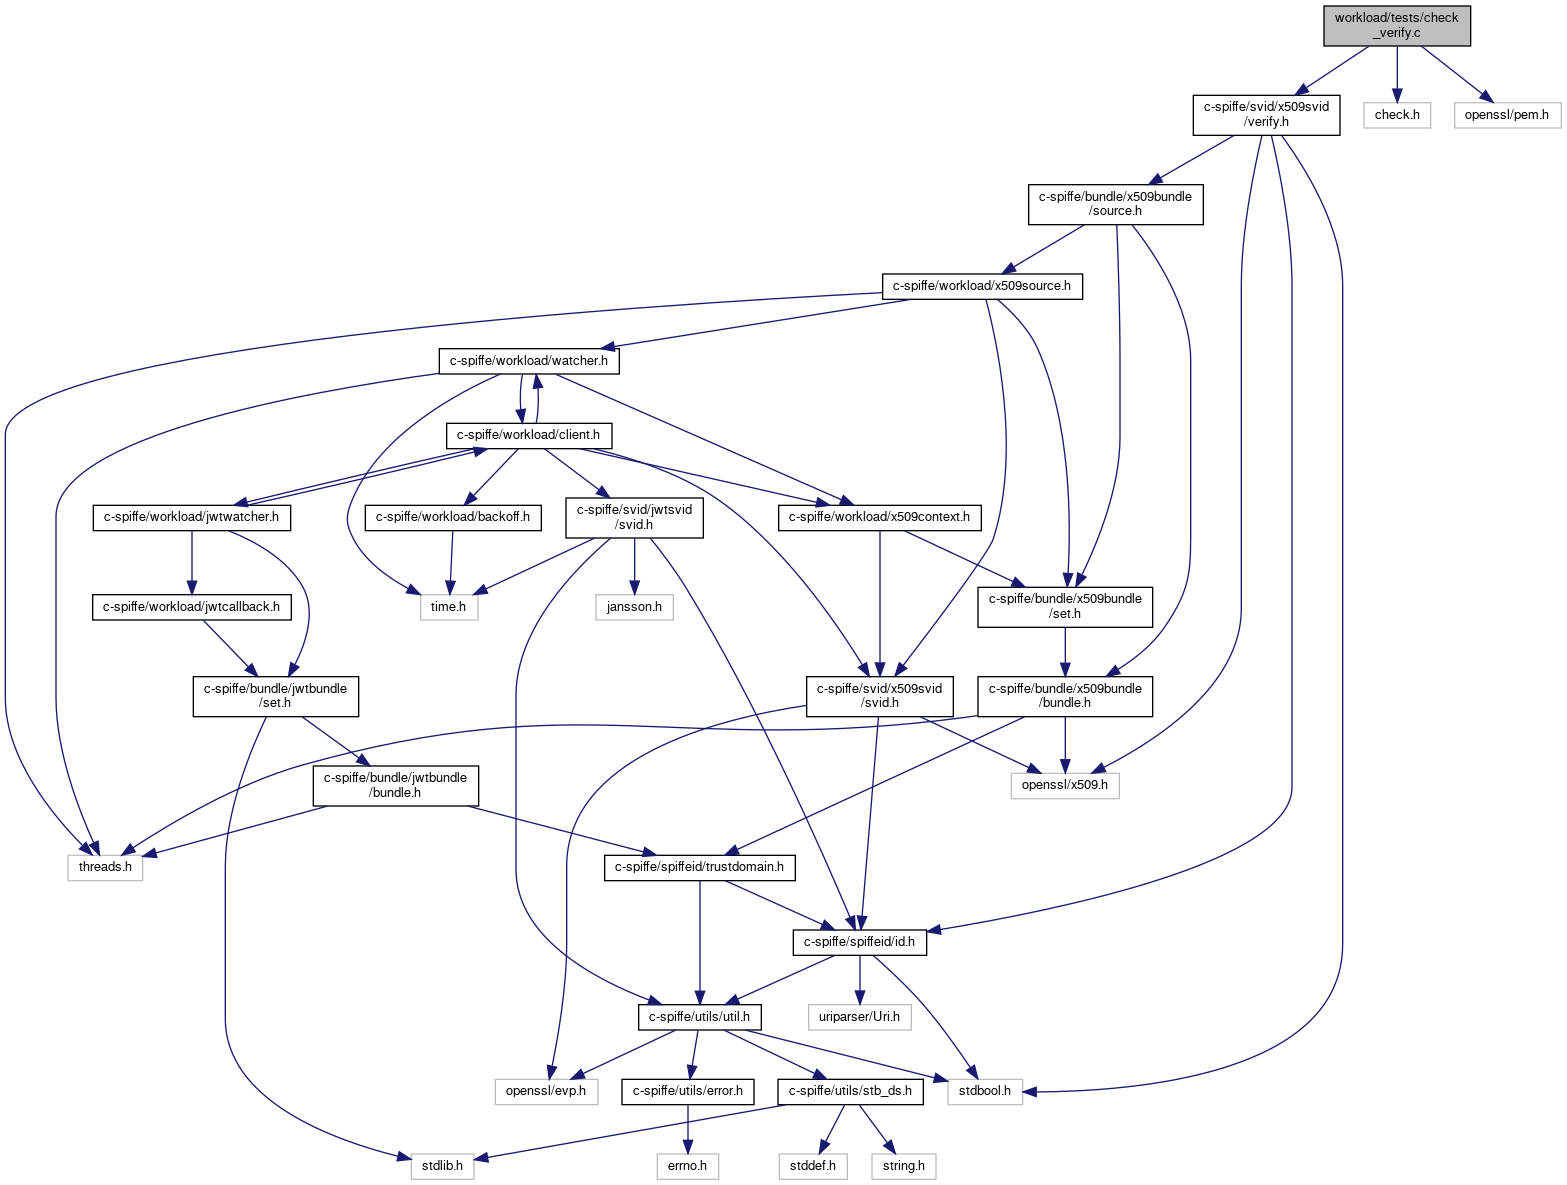 workload/tests/check
_verify.c
c-spiffe/svid/x509svid
/verify.h
check.h
openssl/pem.h
c-spiffe/bundle/x509bundle
/source.h
c-spiffe/workload/x509source.h
c-spiffe/workload/watcher.h
c-spiffe/workload/client.h
c-spiffe/workload/jwtwatcher.h
c-spiffe/workload/backoff.h
c-spiffe/svid/jwtsvid
/svid.h
c-spiffe/workload/x509context.h
c-spiffe/workload/jwtcallback.h
time.h
jansson.h
c-spiffe/bundle/x509bundle
/set.h
c-spiffe/bundle/jwtbundle
/set.h
c-spiffe/svid/x509svid
/svid.h
c-spiffe/bundle/x509bundle
/bundle.h
c-spiffe/bundle/jwtbundle
/bundle.h
openssl/x509.h
threads.h
c-spiffe/spiffeid/trustdomain.h
c-spiffe/spiffeid/id.h
c-spiffe/utils/util.h
uriparser/Uri.h
openssl/evp.h
c-spiffe/utils/error.h
c-spiffe/utils/stb_ds.h
stdbool.h
stdlib.h
errno.h
stddef.h
string.h